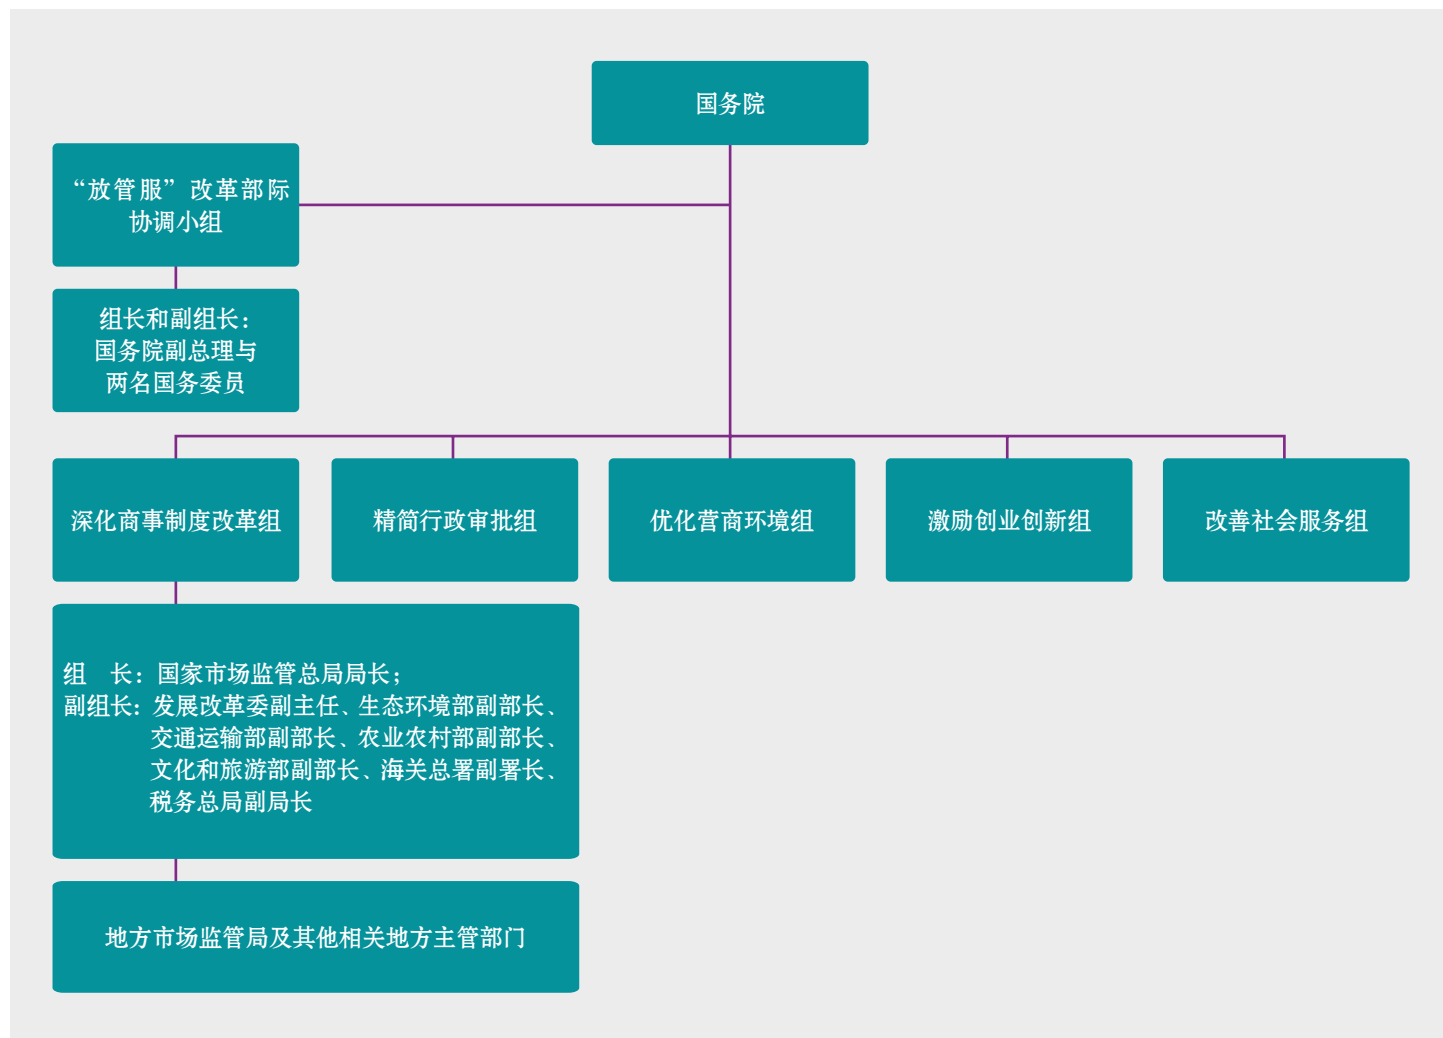 国务院
“放管服”改革部际
协调小组
组长和副组长：
国务院副总理与
两名国务委员
深化商事制度改革组
精简行政审批组
优化营商环境组
激励创业创新组
改善社会服务组
组　长：国家市场监管总局局长；
副组长：发展改革委副主任、生态环境部副部长、
交通运输部副部长、农业农村部副部长、
文化和旅游部副部长、海关总署副署长、
税务总局副局长
地方市场监管局及其他相关地方主管部门